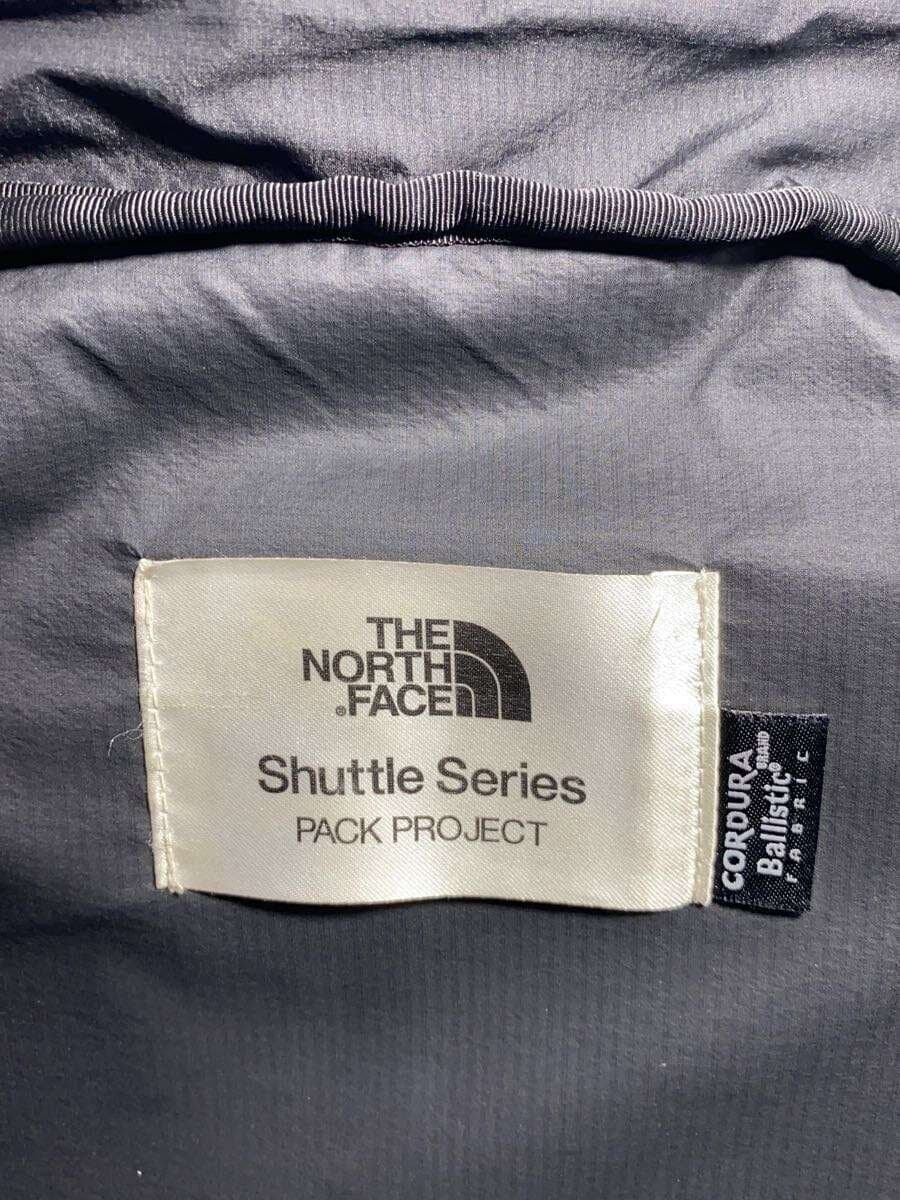 THE
NORTH
®FACE
Shuttle Series
PACK PROJECT
CORDURA
BRAND
Ballistic®
FABRIC